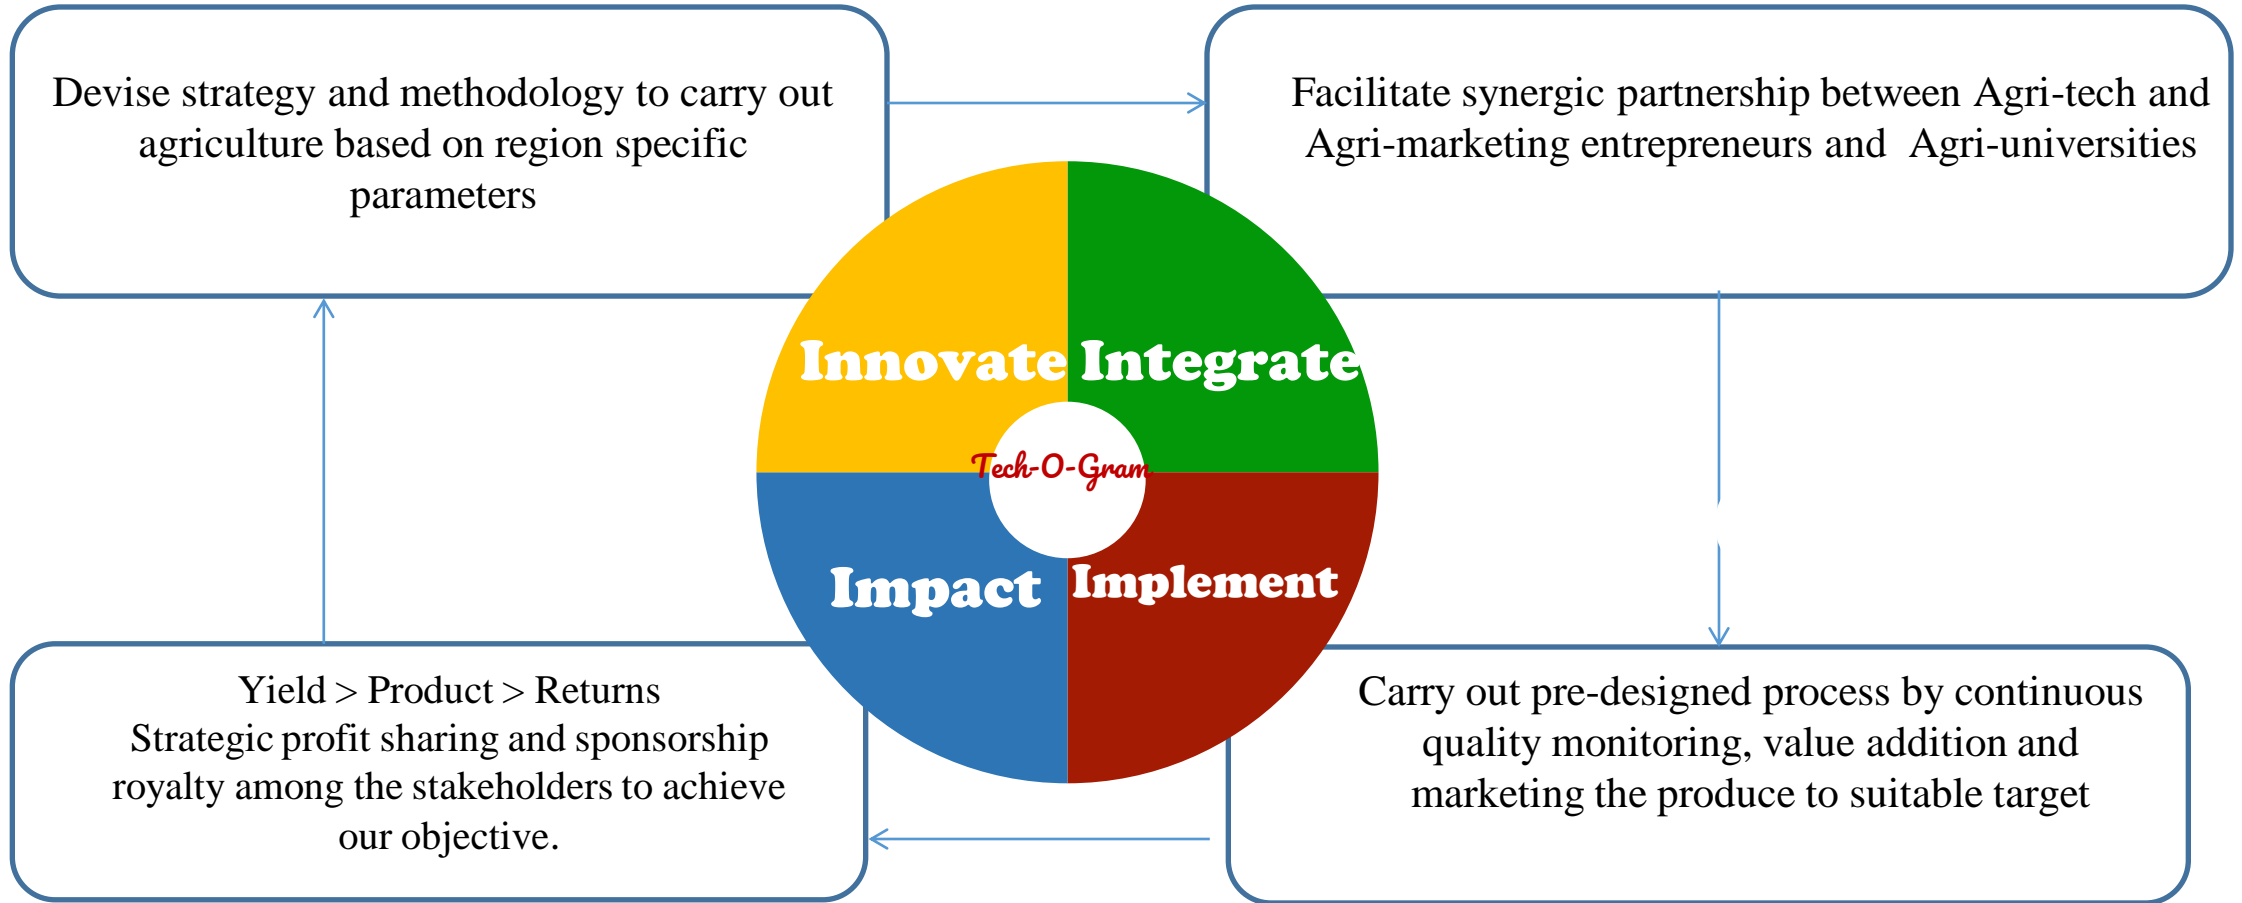 Devise strategy and methodology to carry out
agriculture based on region specific
parameters
Facilitate synergic partnership between Agri-tech and
Agri-marketing entrepreneurs and  Agri-universities
Innovate
Integrate
Tech-O-Gram
Impact
Implement
Yield > Product > Returns
Strategic profit sharing and sponsorship
royalty among the stakeholders to achieve
our objective.
Carry out pre-designed process by continuous
quality monitoring, value addition and
marketing the produce to suitable target